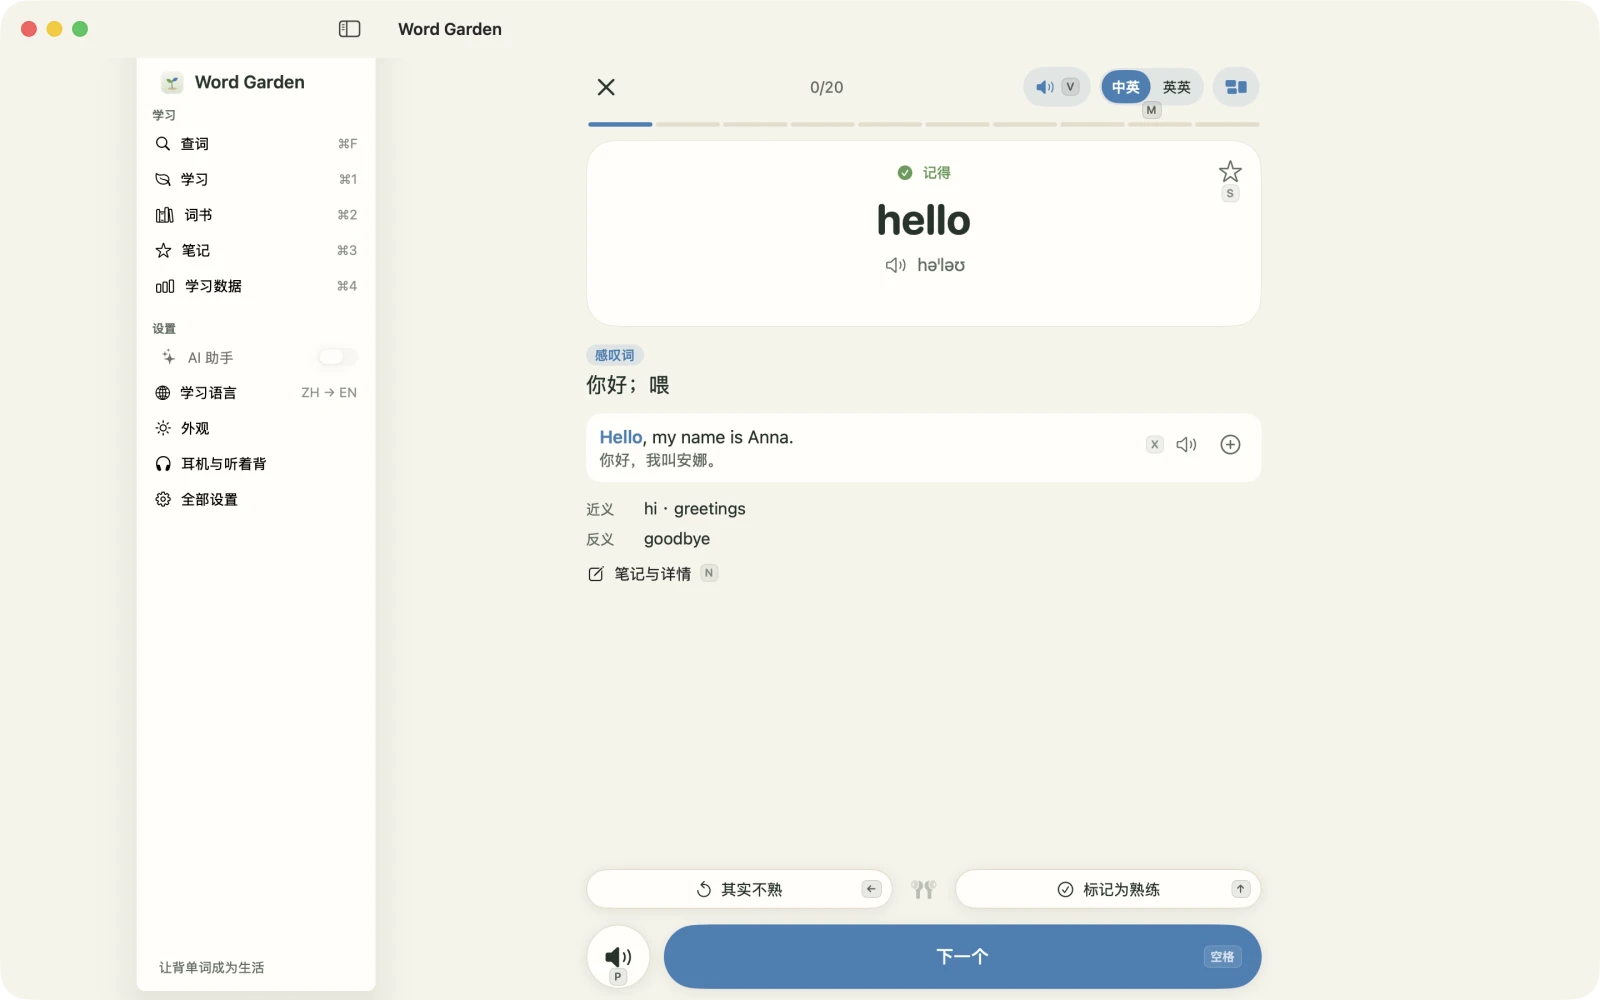 Word Garden
Word Garden
学习
查词 ⌘F
学习 ⌘1
词书 ⌘2
笔记 ⌘3
学习数据 ⌘4
设置
AI 助手
学习语言 ZH → EN
外观
耳机与听着背
全部设置
让背单词成为生活
0/20
V
中英 英英
M
记得
S
hello
həˈləʊ
感叹词
你好；喂
Hello, my name is Anna.
X
你好，我叫安娜。
近义 hi · greetings
反义 goodbye
笔记与详情 N
其实不熟 ←
标记为熟练 ↑
P
下一个 空格